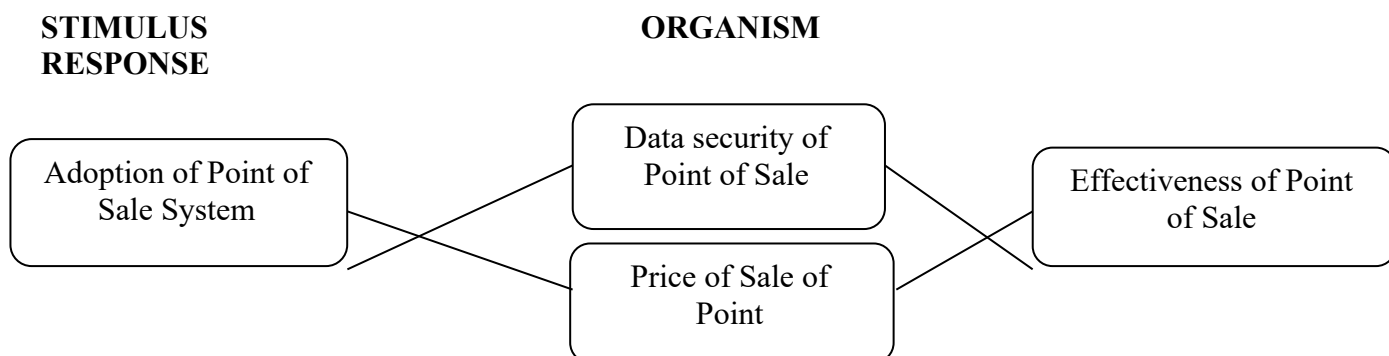 STIMULUS
RESPONSE
ORGANISM
Adoption of Point of
Sale System
Data security of
Point of Sale
Price of Sale of
Point
Effectiveness of Point
of Sale